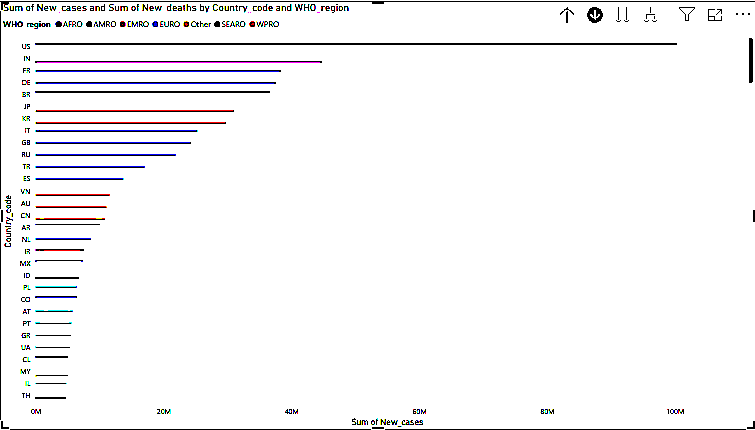 Sum of New_cases and Sum of New_deaths by Country_code and WHO_region
WHO_region AFRO AMRO EMRO EURO Other SEARO WPRO
US
IN
FR
DE
BR
JP
KR
IT
GB
RU
TR
ES
VN
AU
CN
AR
NL
IR
MX
ID
PL
CO
AT
PT
GR
UA
CL
MY
IL
TH
Country_code
0M 20M 40M 60M 80M 100M
Sum of New_cases